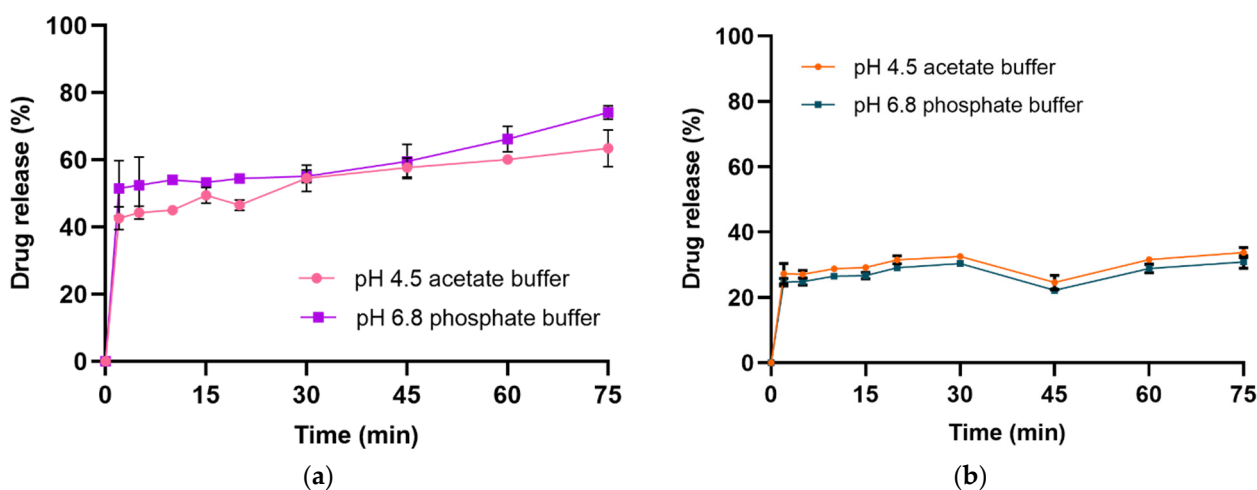 100
80
60
40
20
0
Drug release (%)
pH 4.5 acetate buffer
pH 6.8 phosphate buffer
0 15 30 45 60 75
Time (min)
(a)
100
80
60
40
20
0
Drug release (%)
pH 4.5 acetate buffer
pH 6.8 phosphate buffer
0 15 30 45 60 75
Time (min)
(b)